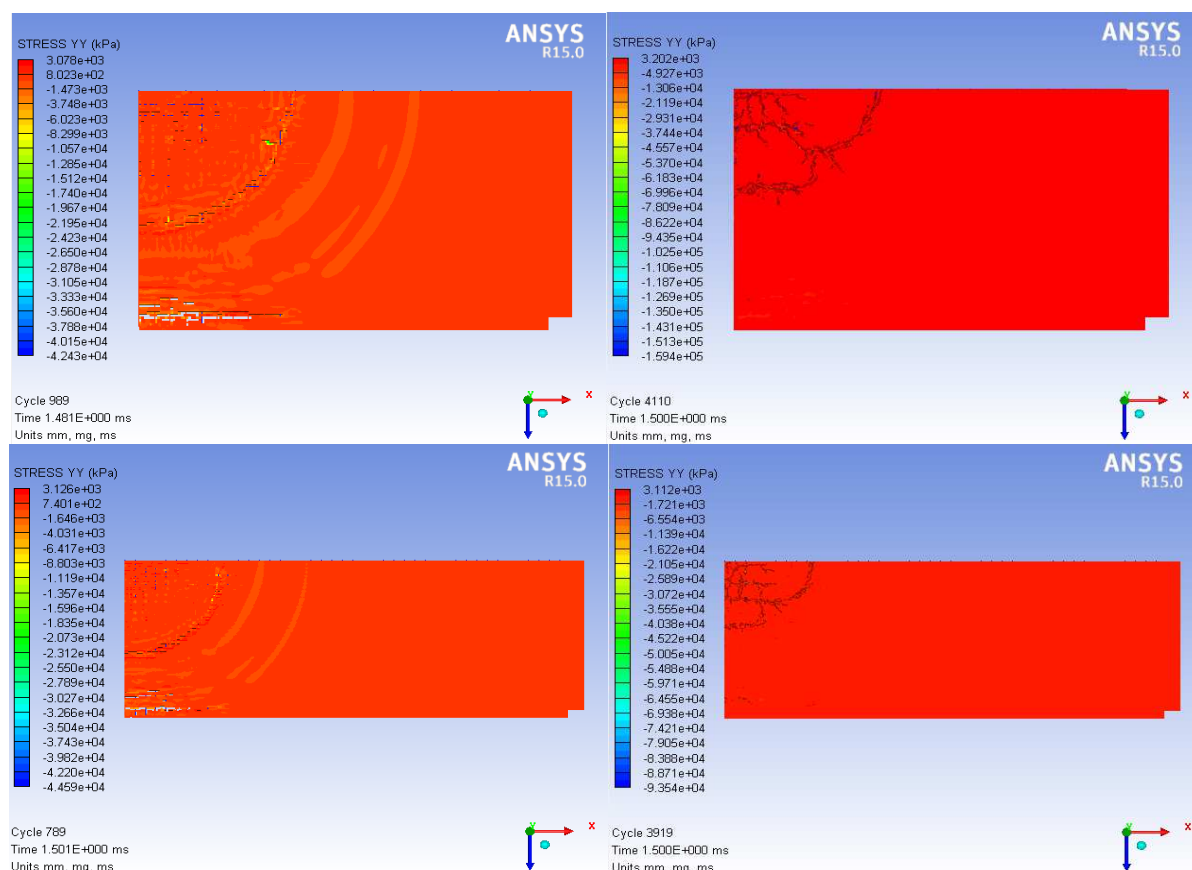 ANSYS
R15.0
STRESS YY (kPa)
3.078e+03
8.023e+02
-1.473e+03
-3.748e+03
-6.023e+03
-8.299e+03
-1.057e+04
-1.285e+04
-1.512e+04
-1.740e+04
-1.967e+04
-2.195e+04
-2.423e+04
-2.650e+04
-2.878e+04
-3.105e+04
-3.333e+04
-3.560e+04
-3.788e+04
-4.015e+04
-4.243e+04
Cycle 989
Time 1.481E+000 ms
Units mm, mg, ms
Y
X
ANSYS
R15.0
STRESS YY (kPa)
3.202e+03
-4.927e+03
-1.306e+04
-2.119e+04
-2.931e+04
-3.744e+04
-4.557e+04
-5.370e+04
-6.183e+04
-6.996e+04
-7.809e+04
-8.622e+04
-9.435e+04
-1.025e+05
-1.106e+05
-1.187e+05
-1.269e+05
-1.350e+05
-1.431e+05
-1.513e+05
-1.594e+05
Cycle 4110
Time 1.500E+000 ms
Units mm, mg, ms
Y
X
ANSYS
R15.0
STRESS YY (kPa)
3.126e+03
7.401e+02
-1.646e+03
-4.031e+03
-6.417e+03
-8.803e+03
-1.119e+04
-1.357e+04
-1.596e+04
-1.835e+04
-2.073e+04
-2.312e+04
-2.550e+04
-2.789e+04
-3.027e+04
-3.266e+04
-3.504e+04
-3.743e+04
-3.982e+04
-4.220e+04
-4.459e+04
Cycle 789
Time 1.501E+000 ms
Units mm, mg, ms
Y
X
ANSYS
R15.0
STRESS YY (kPa)
3.112e+03
-1.721e+03
-6.554e+03
-1.139e+04
-1.622e+04
-2.105e+04
-2.589e+04
-3.072e+04
-3.555e+04
-4.038e+04
-4.522e+04
-5.005e+04
-5.488e+04
-5.971e+04
-6.455e+04
-6.938e+04
-7.421e+04
-7.905e+04
-8.388e+04
-8.871e+04
-9.354e+04
Cycle 3919
Time 1.500E+000 ms
Units mm, mg, ms
Y
X